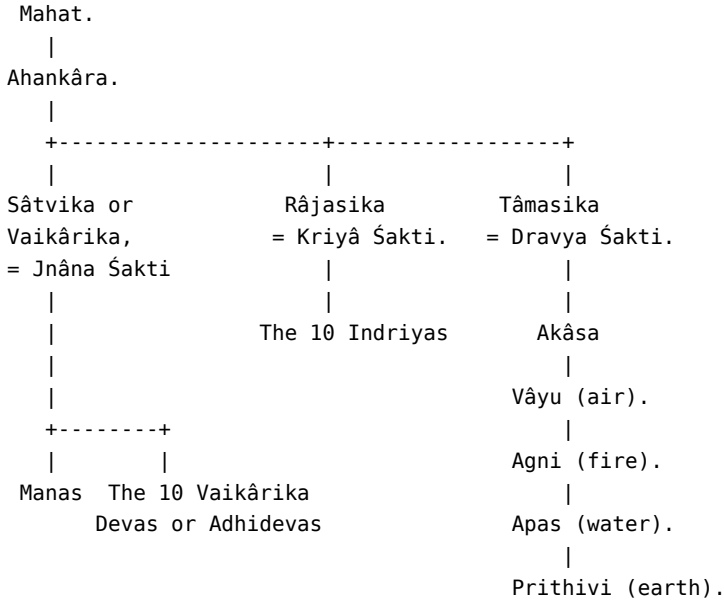 Mahat.
Ahankâra.
Sâtvika or Râjasika Tâmasika
Vaikârika, = Kriyâ Śakti. = Dravya Śakti.
= Jnâna Śakti
The 10 Indriyas Akâsa
Vâyu (air).
Agni (fire).
Manas The 10 Vaikârika
Devas or Adhidevas Apas (water).
Prithivi (earth).